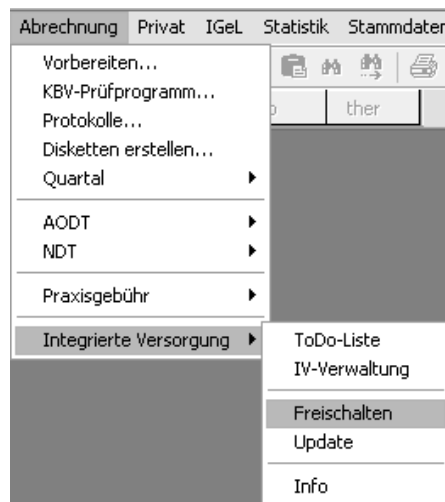 Abrechnung Privat IGeL Statistik Stammdaten
Vorbereiten...
KBV-Prüfprogramm...
Protokolle...
Disketten erstellen...
Quartal
ther
AODT
NDT
Praxisgebühr
Integrierte Versorgung
ToDo-Liste
IV-Verwaltung
Freischalten
Update
Info